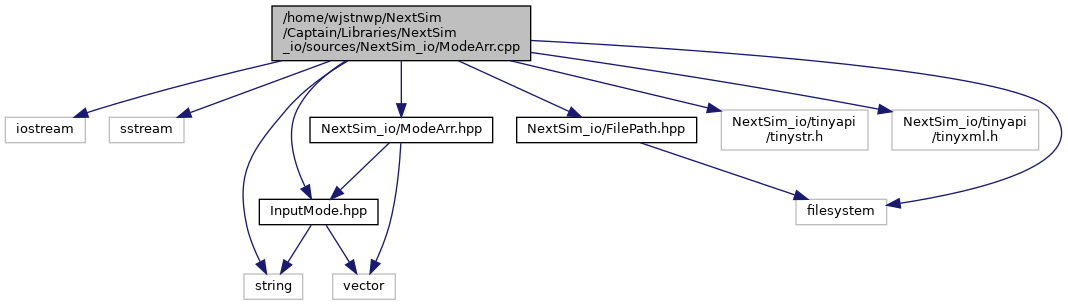 /home/wjstnwp/NextSim
/Captain/Libraries/NextSim
_io/sources/NextSim_io/ModeArr.cpp
iostream
sstream
NextSim_io/ModeArr.hpp
NextSim_io/FilePath.hpp
NextSim_io/tinyapi
/tinystr.h
NextSim_io/tinyapi
/tinyxml.h
InputMode.hpp
filesystem
string
vector